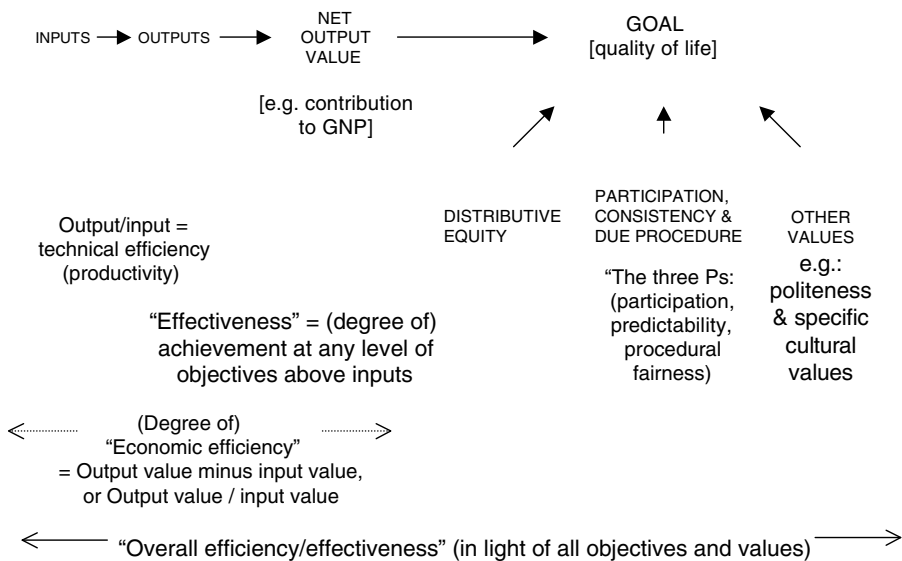 INPUTS OUTPUTS
NET
OUTPUT
VALUE
GOAL
[quality of life]
[e.g. contribution
to GNP]
Output/input =
technical efficiency
(productivity)
DISTRIBUTIVE
EQUITY
PARTICIPATION,
CONSISTENCY &
DUE PROCEDURE
“The three Ps:
(participation,
predictability,
procedural
fairness)
OTHER
VALUES
e.g.:
politeness
& specific
cultural
values
“Effectiveness” = (degree of)
achievement at any level of
objectives above inputs
(Degree of)
“Economic efficiency”
= Output value minus input value,
or Output value / input value
“Overall efficiency/effectiveness” (in light of all objectives and values)